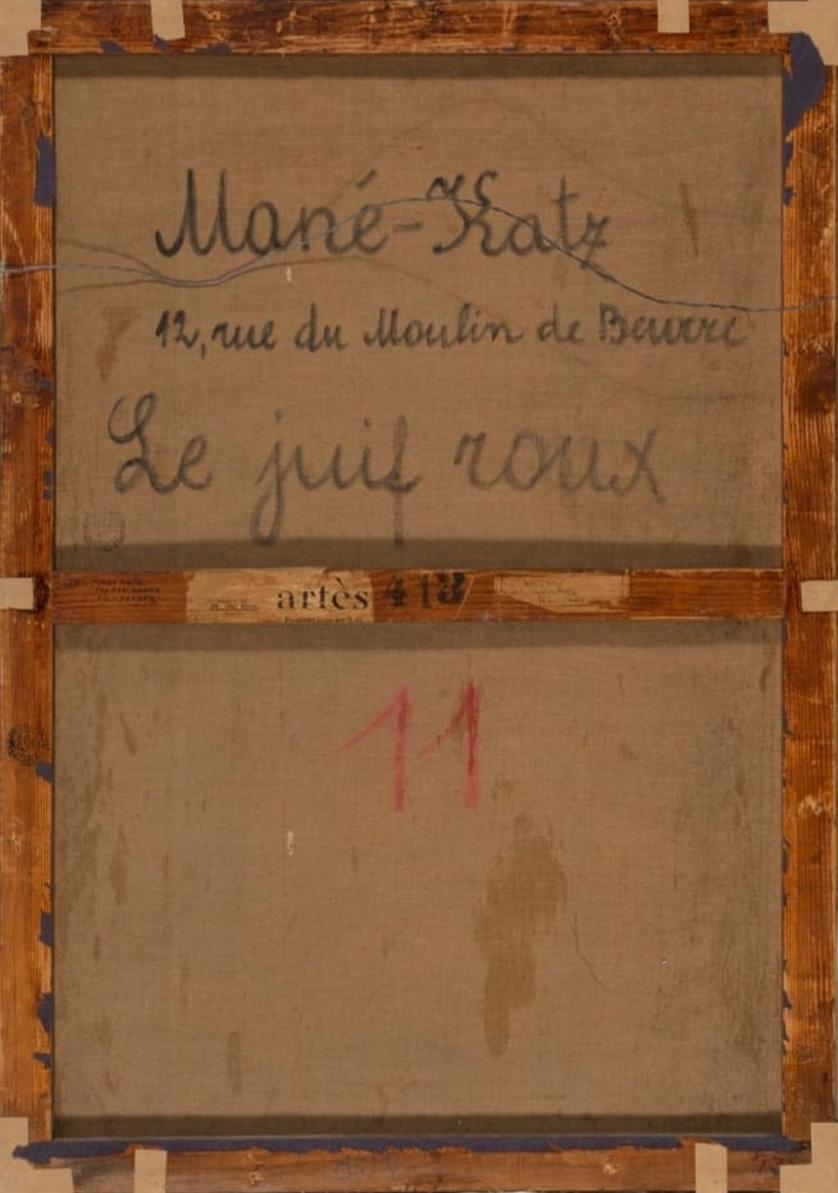 Mané-Katz
12, rue du Moulin de Beurre
Le juif roux
artès 413
11